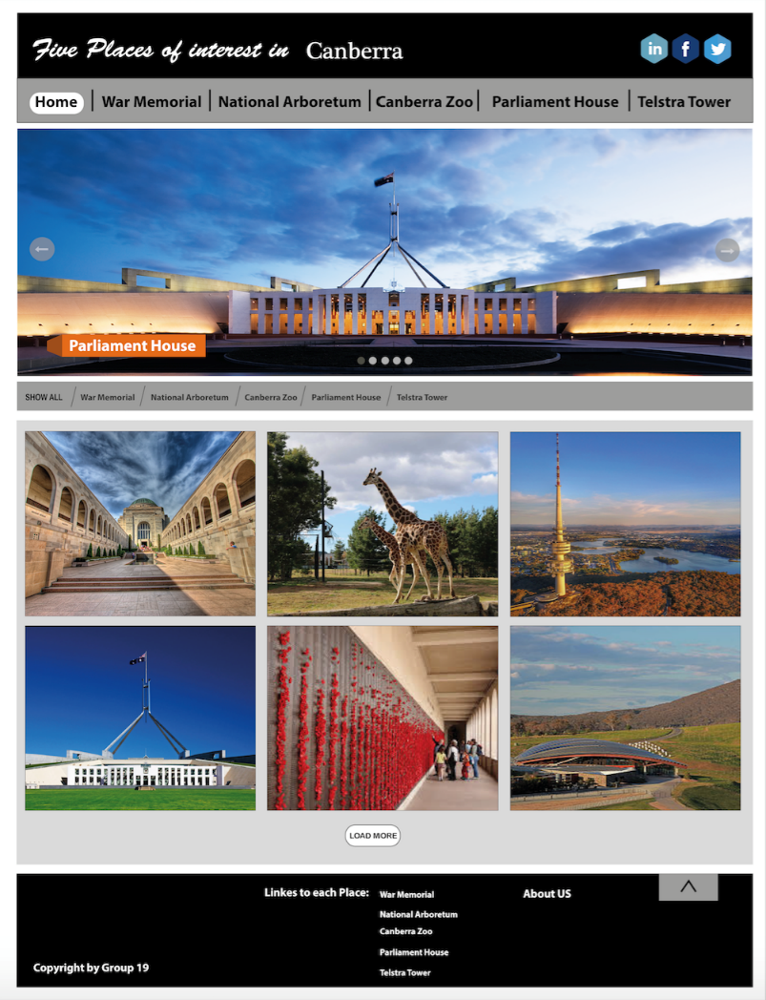 Five Places of interest in Canberra
in f
Home | War Memorial | National Arboretum | Canberra Zoo | Parliament House | Telstra Tower
Parliament House
SHOW ALL / War Memorial / National Arboretum / Canberra Zoo / Parliament House / Telstra Tower
LOAD MORE
Linkes to each Place: War Memorial
National Arboretum
Canberra Zoo
Parliament House
Telstra Tower
About US
Copyright by Group 19